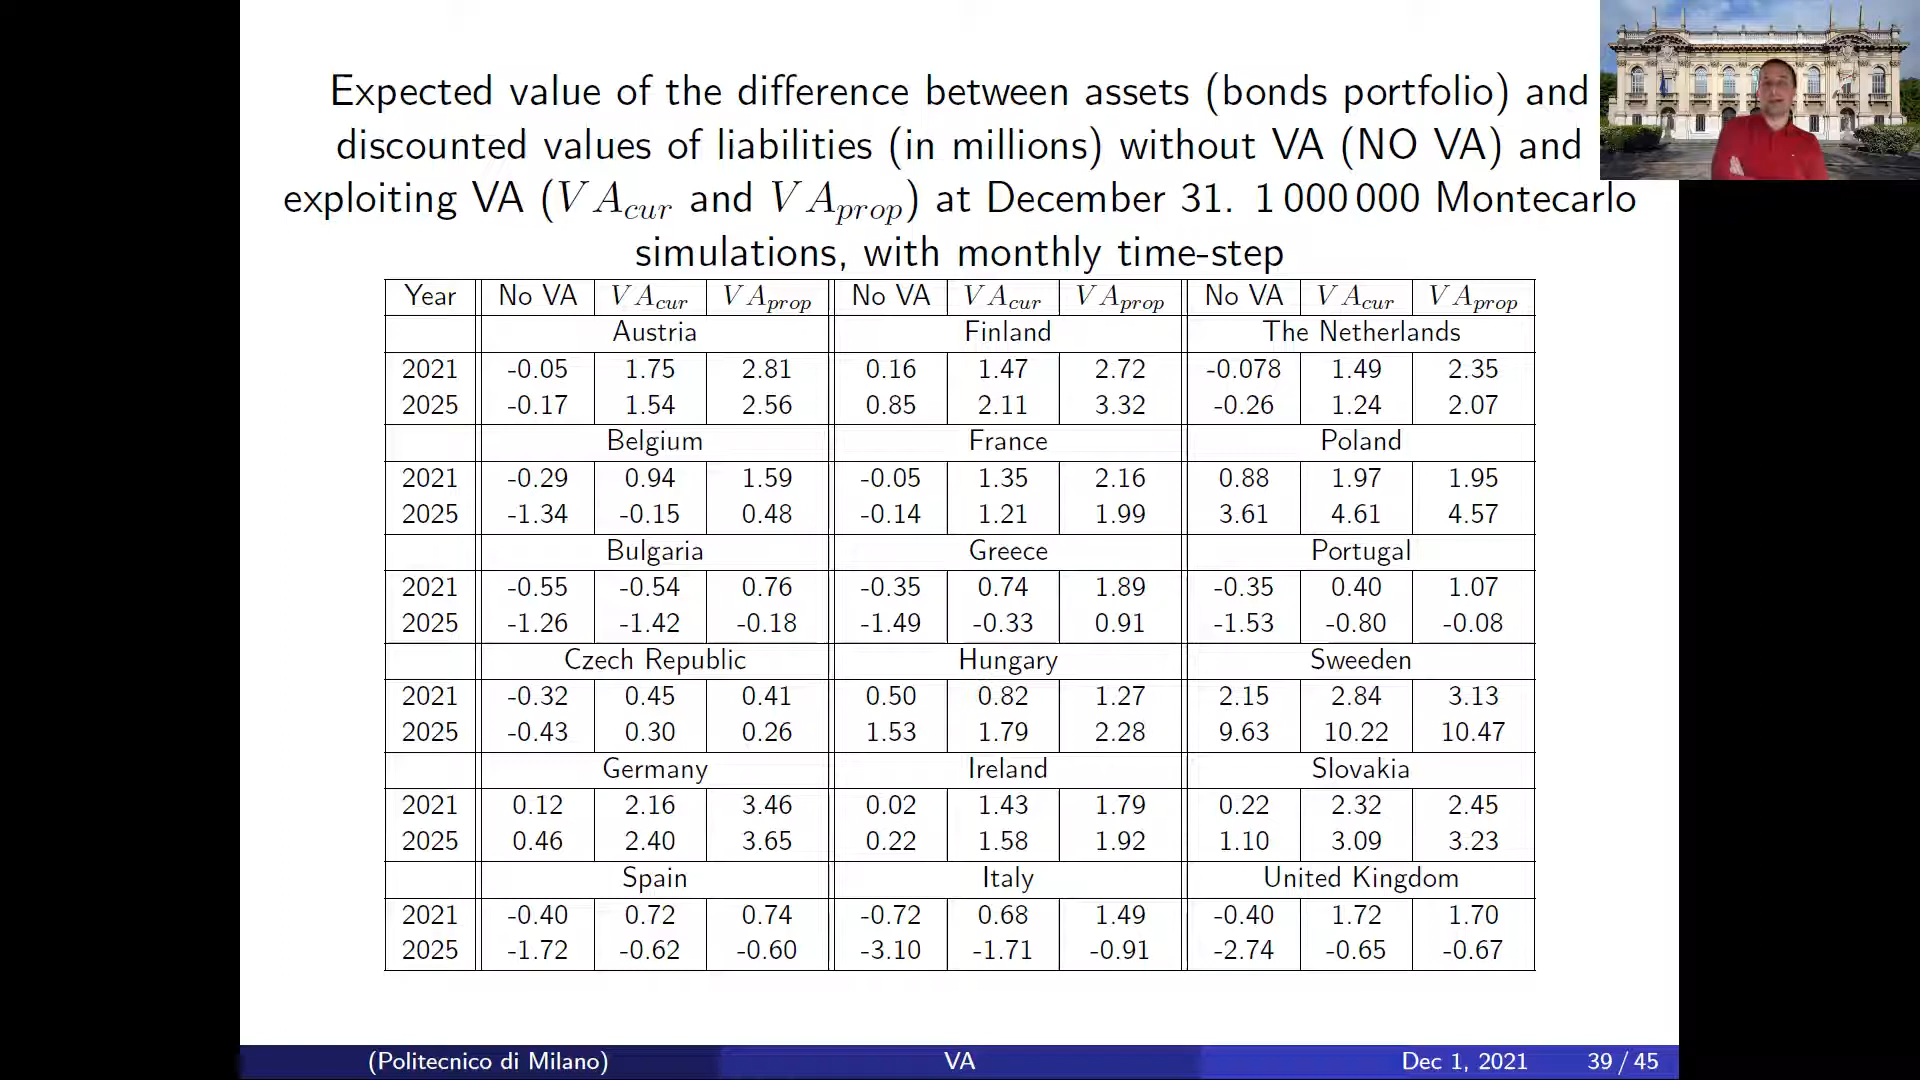 Expected value of the difference between assets (bonds portfolio) and
discounted values of liabilities (in millions) without VA (NO VA) and
exploiting VA (VAcur and VAprop) at December 31. 1 000 000 Montecarlo
simulations, with monthly time-step
Year No VA VAcur VAprop No VA VAcur VAprop No VA VAcur VAprop
Austria Finland The Netherlands
2021 -0.05 1.75 2.81 0.16 1.47 2.72 -0.078 1.49 2.35
2025 -0.17 1.54 2.56 0.85 2.11 3.32 -0.26 1.24 2.07
Belgium France Poland
2021 -0.29 0.94 1.59 -0.05 1.35 2.16 0.88 1.97 1.95
2025 -1.34 -0.15 0.48 -0.14 1.21 1.99 3.61 4.61 4.57
Bulgaria Greece Portugal
2021 -0.55 -0.54 0.76 -0.35 0.74 1.89 -0.35 0.40 1.07
2025 -1.26 -1.42 -0.18 -1.49 -0.33 0.91 -1.53 -0.80 -0.08
Czech Republic Hungary Sweeden
2021 -0.32 0.45 0.41 0.50 0.82 1.27 2.15 2.84 3.13
2025 -0.43 0.30 0.26 1.53 1.79 2.28 9.63 10.22 10.47
Germany Ireland Slovakia
2021 0.12 2.16 3.46 0.02 1.43 1.79 0.22 2.32 2.45
2025 0.46 2.40 3.65 0.22 1.58 1.92 1.10 3.09 3.23
Spain Italy United Kingdom
2021 -0.40 0.72 0.74 -0.72 0.68 1.49 -0.40 1.72 1.70
2025 -1.72 -0.62 -0.60 -3.10 -1.71 -0.91 -2.74 -0.65 -0.67
(Politecnico di Milano) VA Dec 1, 2021 39 / 45